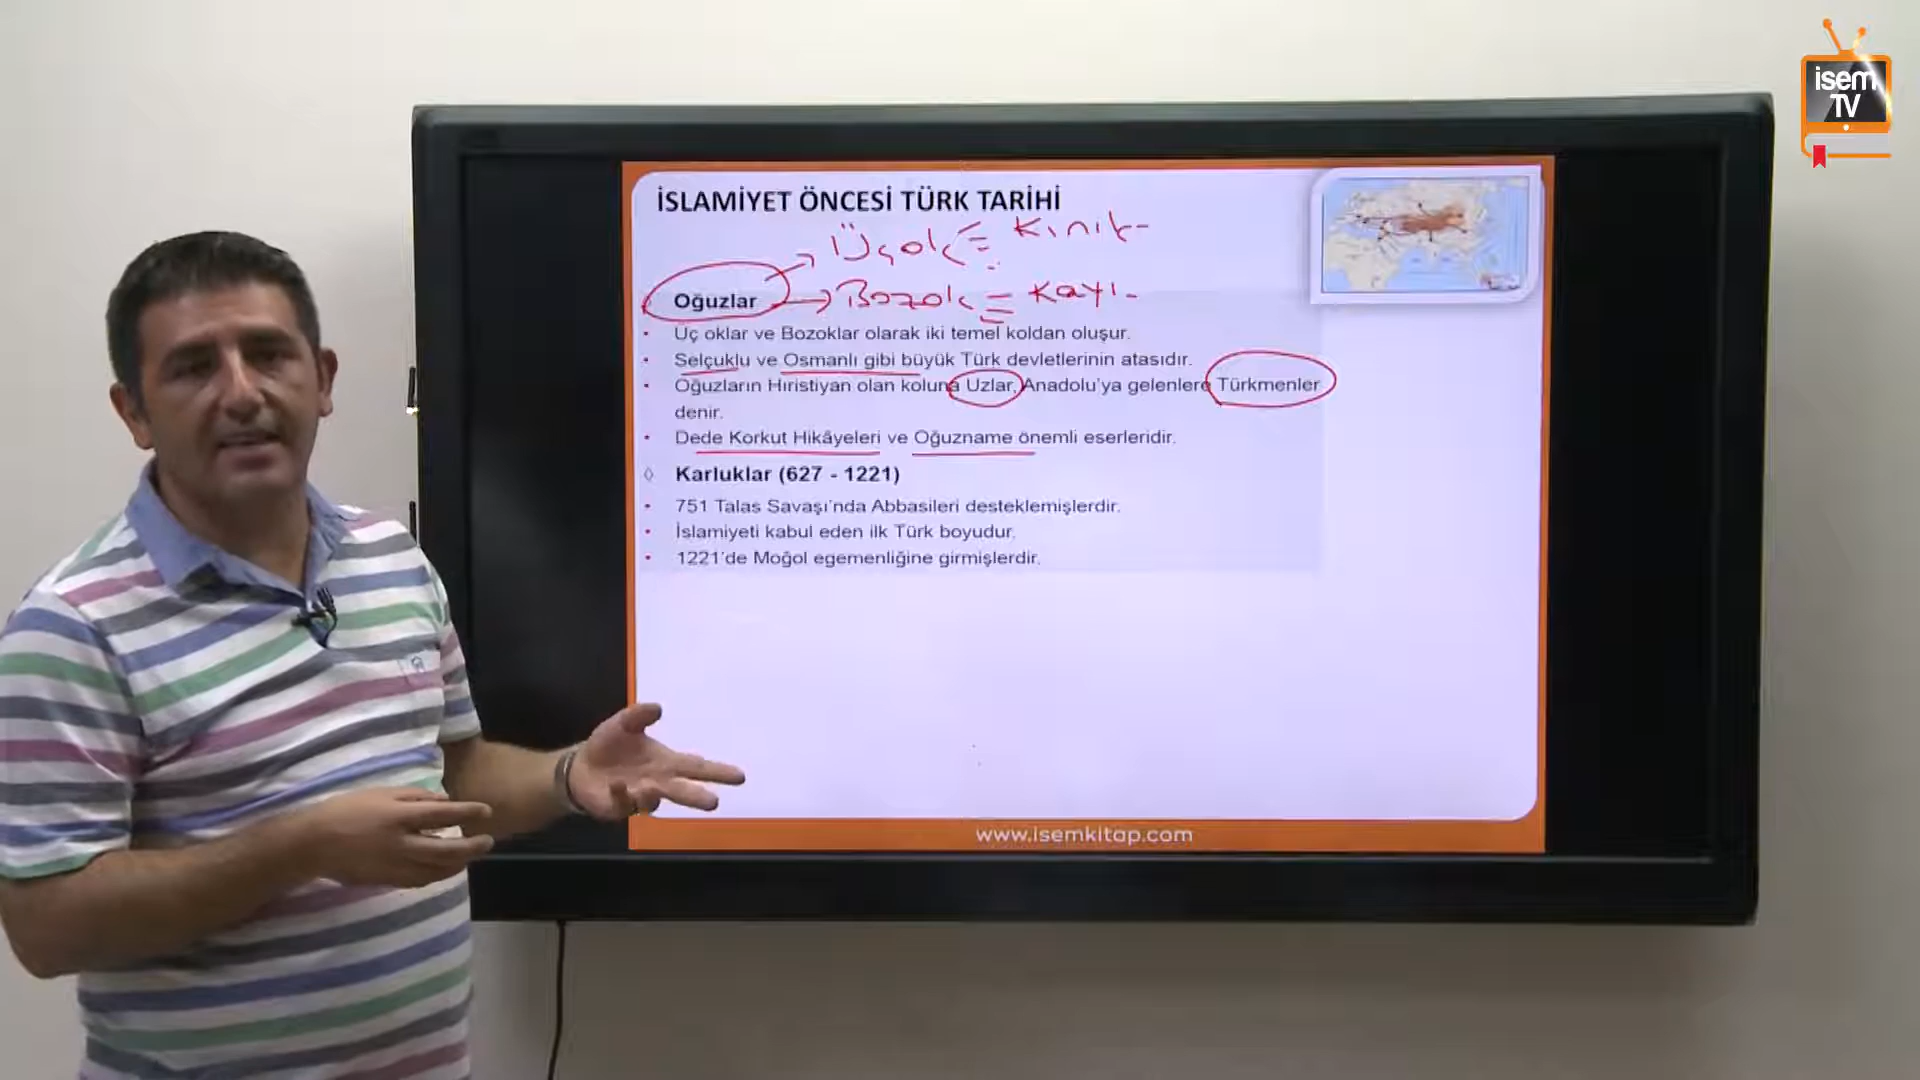 isem
TV
İSLAMİYET ÖNCESİ TÜRK TARİHİ
Üçok = Kınık
Oğuzlar
Bozok = Kayı
Üç oklar ve Bozoklar olarak iki temel koldan oluşur.
Selçuklu ve Osmanlı gibi büyük Türk devletlerinin atasıdır.
Oğuzların Hıristiyan olan koluna Uzlar, Anadolu'ya gelenlere Türkmenler
denir.
Dede Korkut Hikâyeleri ve Oğuzname önemli eserleridir.
Karluklar (627 - 1221)
751 Talas Savaşı'nda Abbasileri desteklemişlerdir.
İslamiyeti kabul eden ilk Türk boyudur.
1221'de Moğol egemenliğine girmişlerdir.
www.isemkitap.com